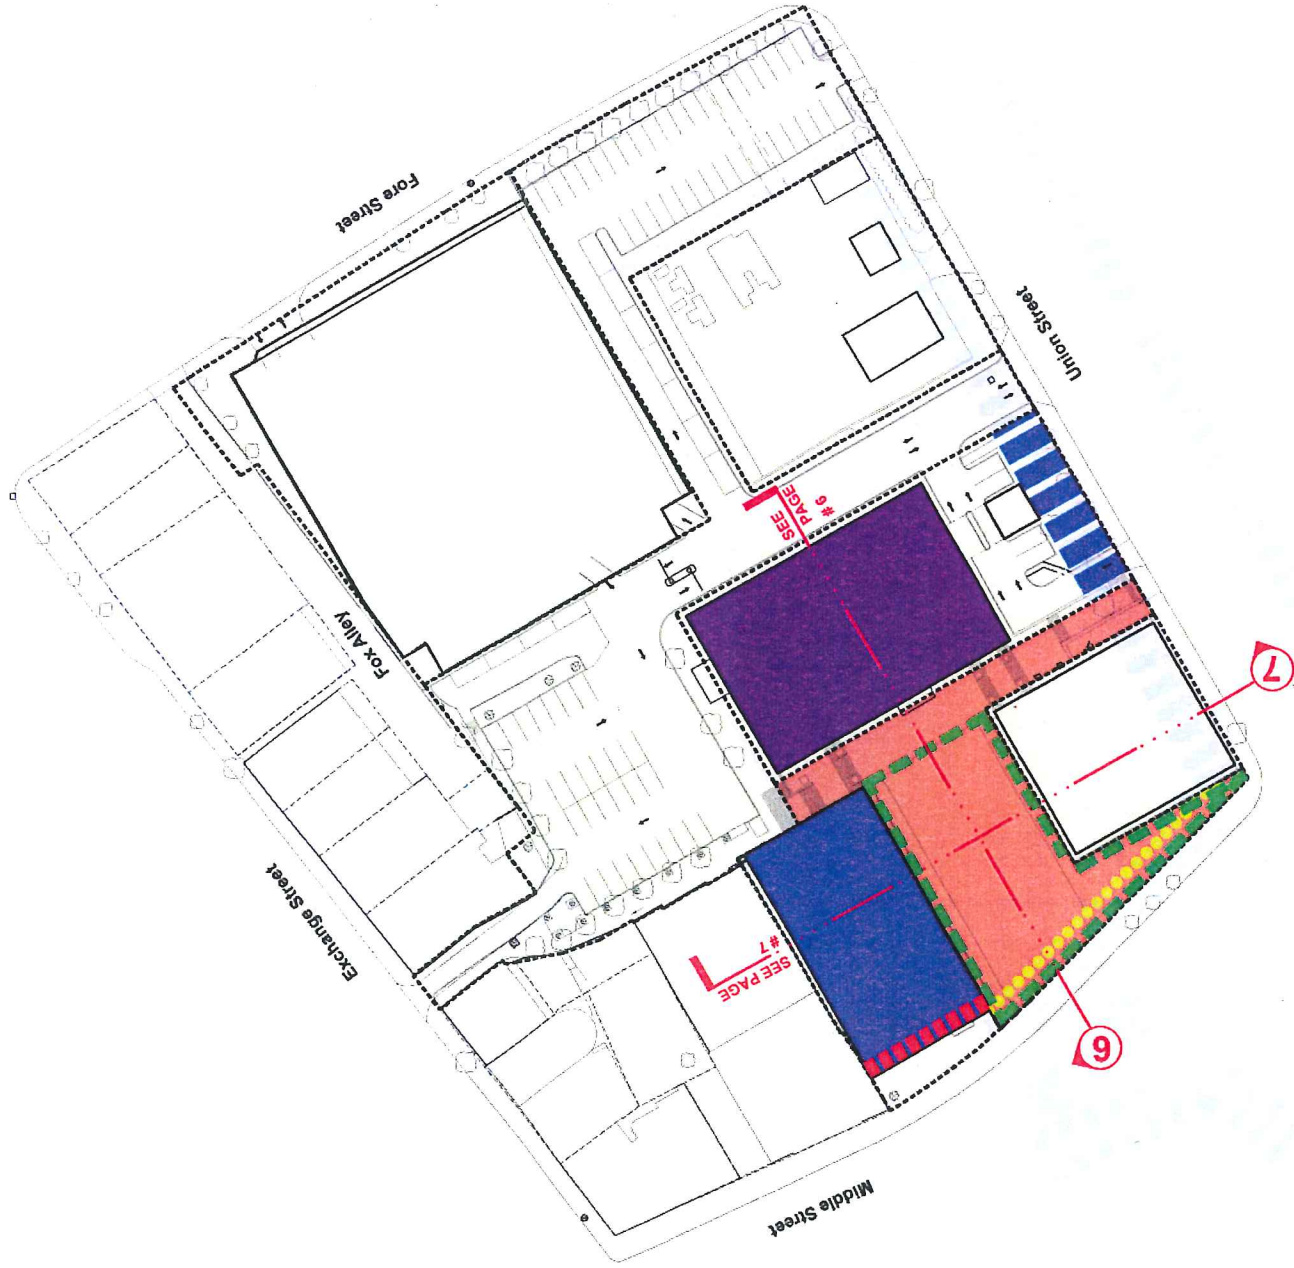 Middle Street
6
SEE PAGE
#7
Exchange Street
7
SEE
PAGE
#6
Fox Alley
Union Street
Fore Street